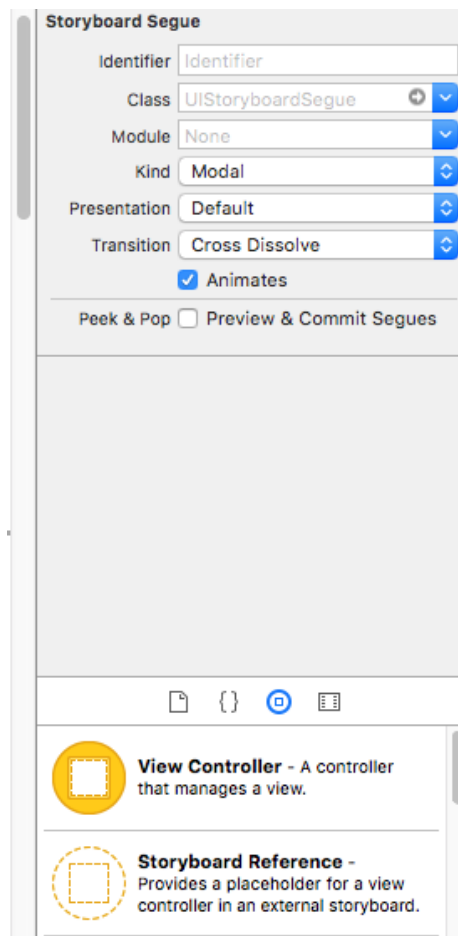 Storyboard Segue
Identifier Identifier
Class UIStoryboardSegue
Module None
Kind Modal
Presentation Default
Transition Cross Dissolve
Animates
Peek & Pop Preview & Commit Segues
{}
View Controller - A controller
that manages a view.
Storyboard Reference -
Provides a placeholder for a view
controller in an external storyboard.